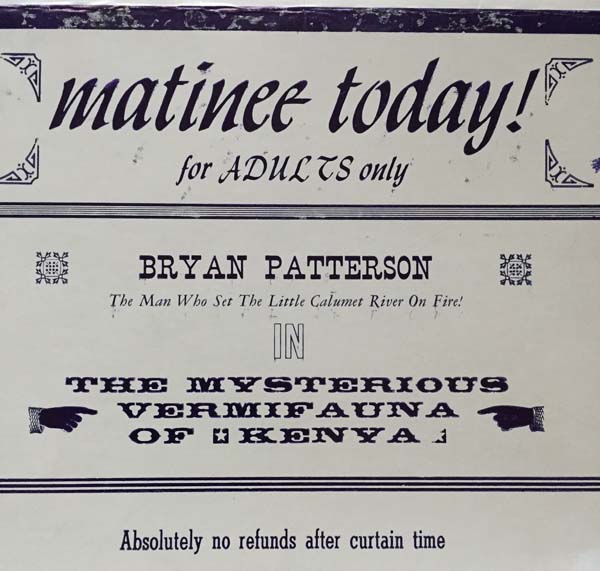 matinee today!
for ADULTS only
BRYAN PATTERSON
The Man Who Set The Little Calumet River On Fire!
IN
THE MYSTERIOUS
VERMIFAUNA
OF KENYA
Absolutely no refunds after curtain time